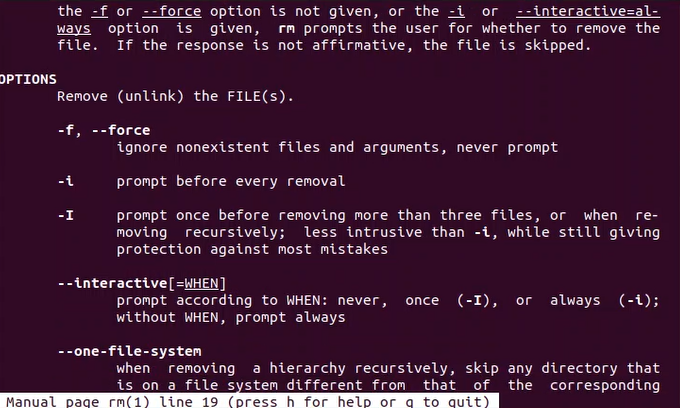 the -f or --force option is not given, or the -i or --interactive=al-
ways option is given, rm prompts the user for whether to remove the
file. If the response is not affirmative, the file is skipped.
OPTIONS
Remove (unlink) the FILE(s).
-f, --force
ignore nonexistent files and arguments, never prompt
-i prompt before every removal
-I prompt once before removing more than three files, or when re-
moving recursively; less intrusive than -i, while still giving
protection against most mistakes
--interactive[=WHEN]
prompt according to WHEN: never, once (-I), or always (-i);
without WHEN, prompt always
--one-file-system
when removing a hierarchy recursively, skip any directory that
is on a file system different from that of the corresponding
Manual page rm(1) line 19 (press h for help or q to quit)